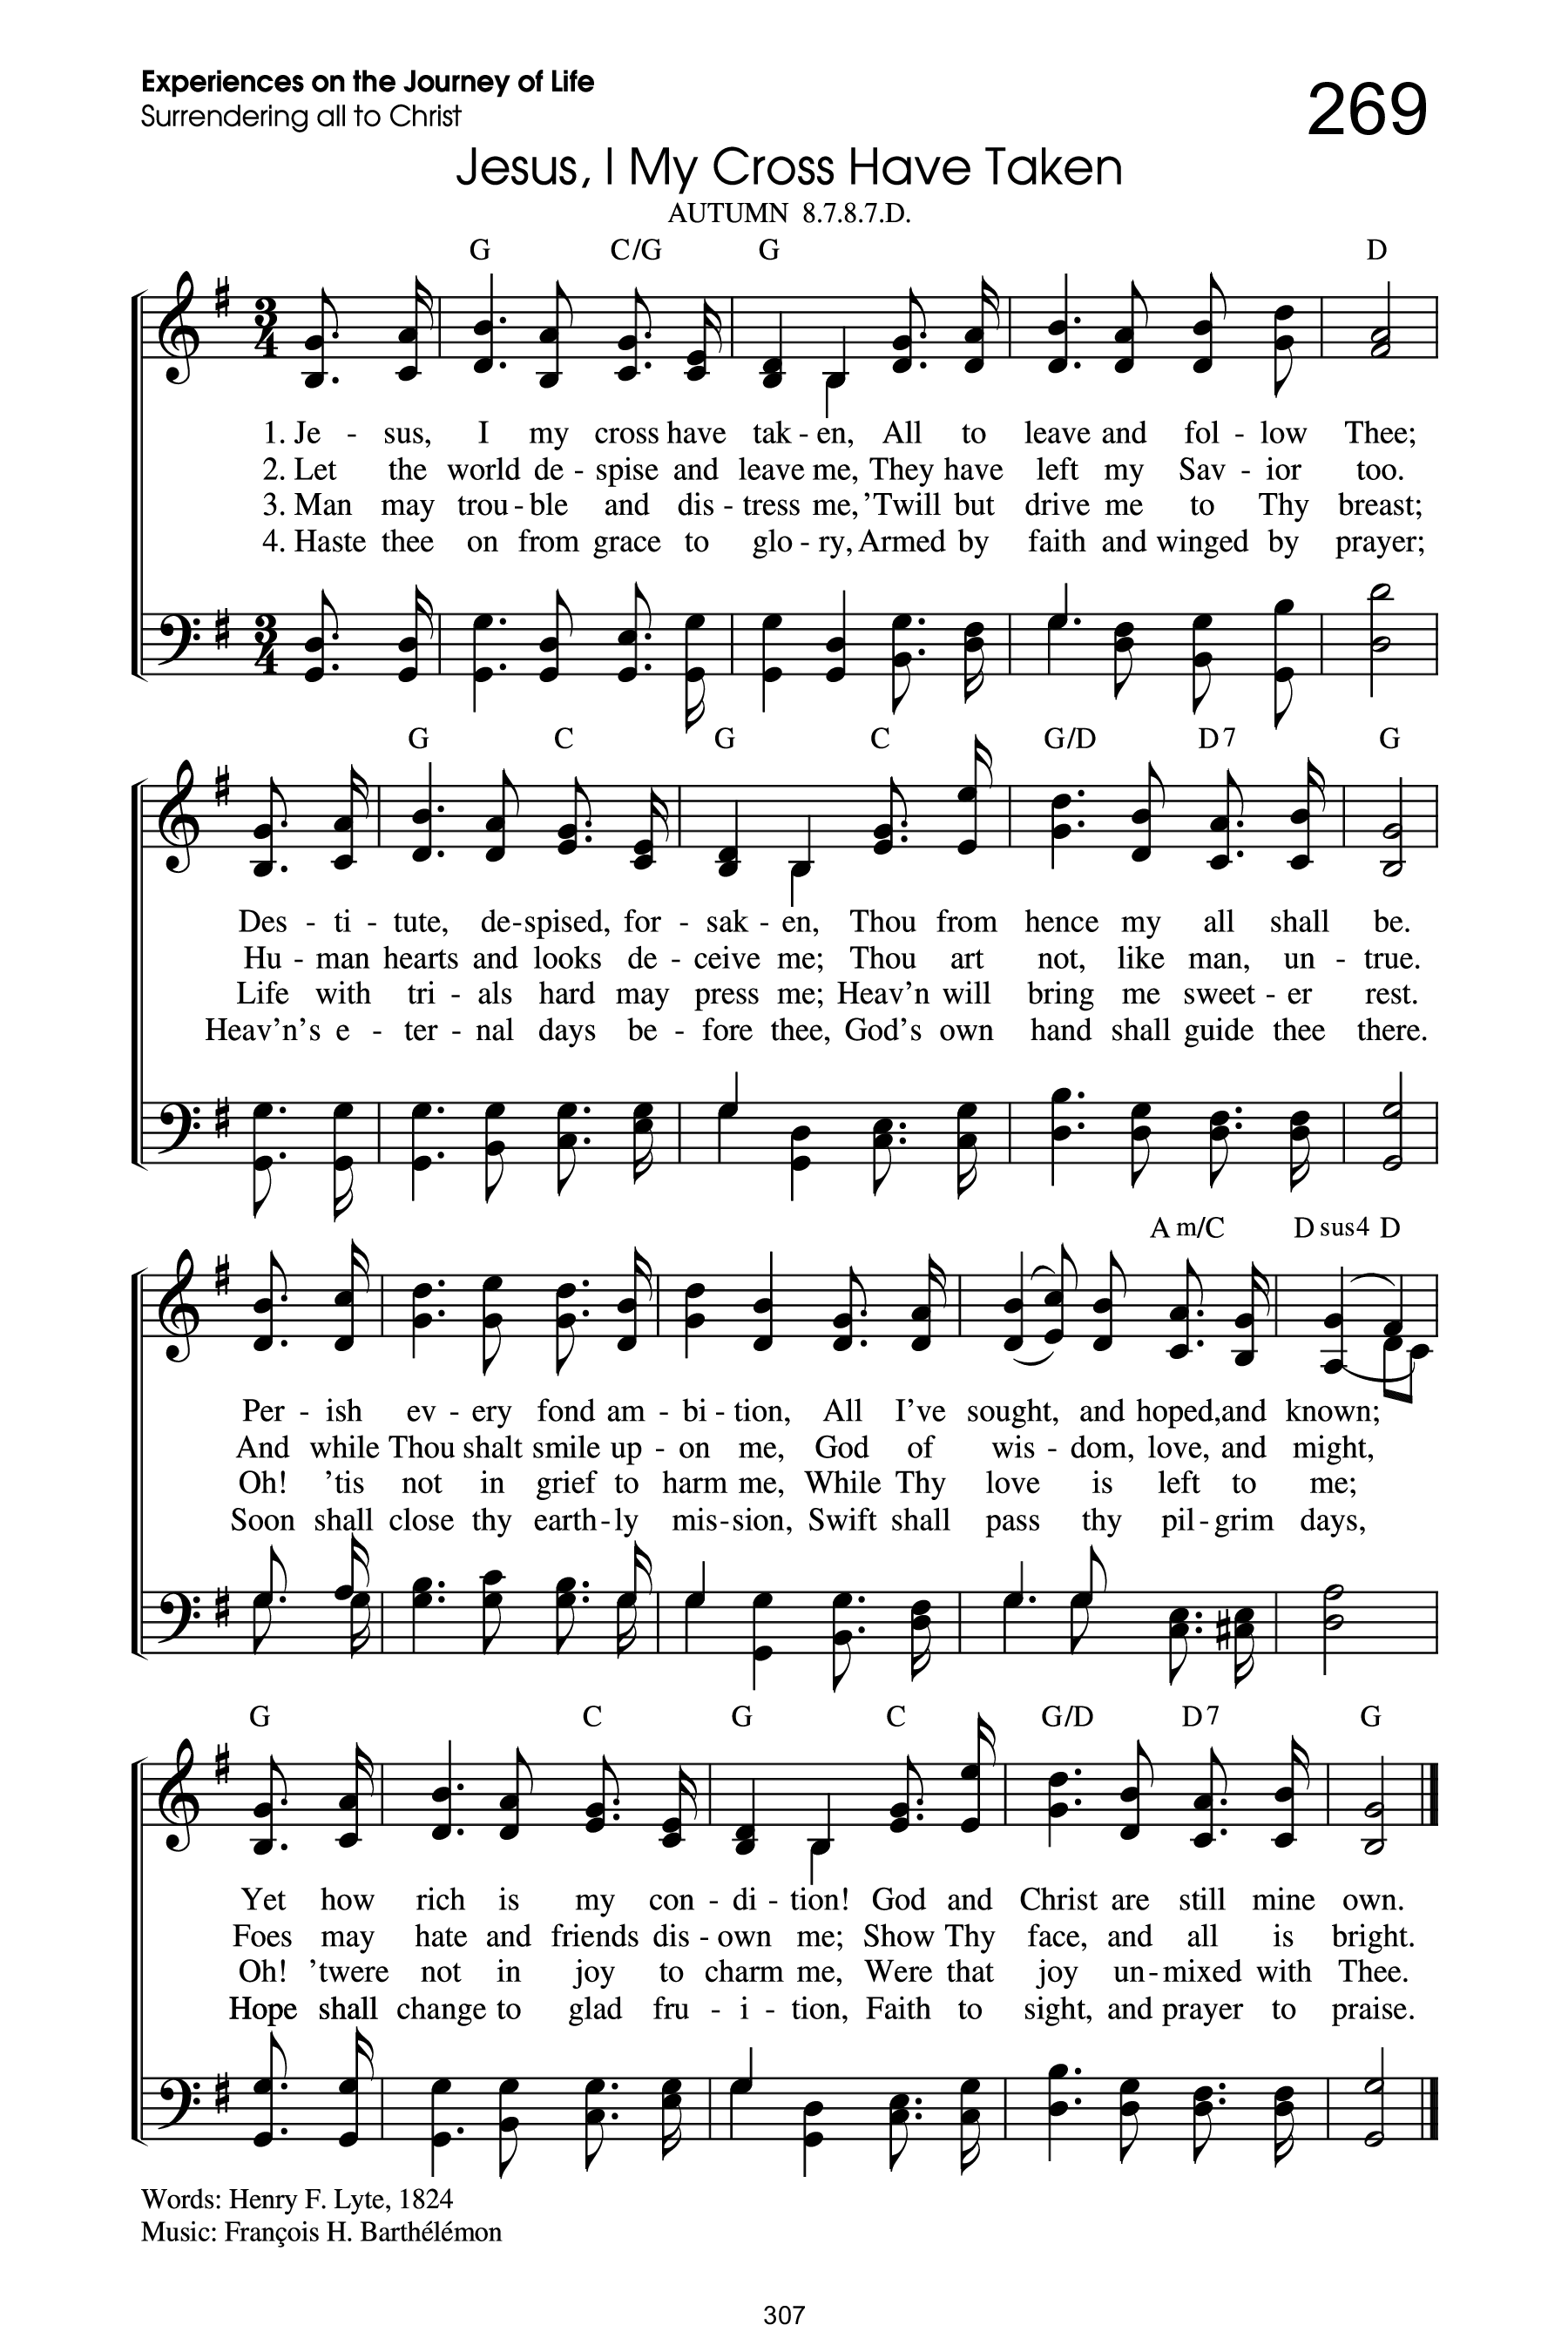 Experiences on the Journey of Life
Surrendering all to Christ
269
Jesus, I My Cross Have Taken
AUTUMN 8.7.8.7.D.
G C/G G D
1. Je - sus, I my cross have tak - en, All to leave and fol - low Thee;
2. Let the world de - spise and leave me, They have left my Sav - ior too.
3. Man may trou - ble and dis - tress me, ’Twill but drive me to Thy breast;
4. Haste thee on from grace to glo - ry, Armed by faith and winged by prayer;
G C G C G/D D7 G
Des - ti - tute, de - spised, for - sak - en, Thou from hence my all shall be.
Hu - man hearts and looks de - ceive me; Thou art not, like man, un - true.
Life with tri - als hard may press me; Heav’n will bring me sweet - er rest.
Heav’n’s e - ter - nal days be - fore thee, God’s own hand shall guide thee there.
Am/C Dsus4 D
Per - ish ev - ery fond am - bi - tion, All I’ve sought, and hoped, and known;
And while Thou shalt smile up - on me, God of wis - dom, love, and might,
Oh! ’tis not in grief to harm me, While Thy love is left to me;
Soon shall close thy earth - ly mis - sion, Swift shall pass thy pil - grim days,
G C G C G/D D7 G
Yet how rich is my con - di - tion! God and Christ are still mine own.
Foes may hate and friends dis - own me; Show Thy face, and all is bright.
Oh! ’twere not in joy to charm me, Were that joy un - mixed with Thee.
Hope shall change to glad fru - i - tion, Faith to sight, and prayer to praise.
Words: Henry F. Lyte, 1824
Music: François H. Barthélémon
307